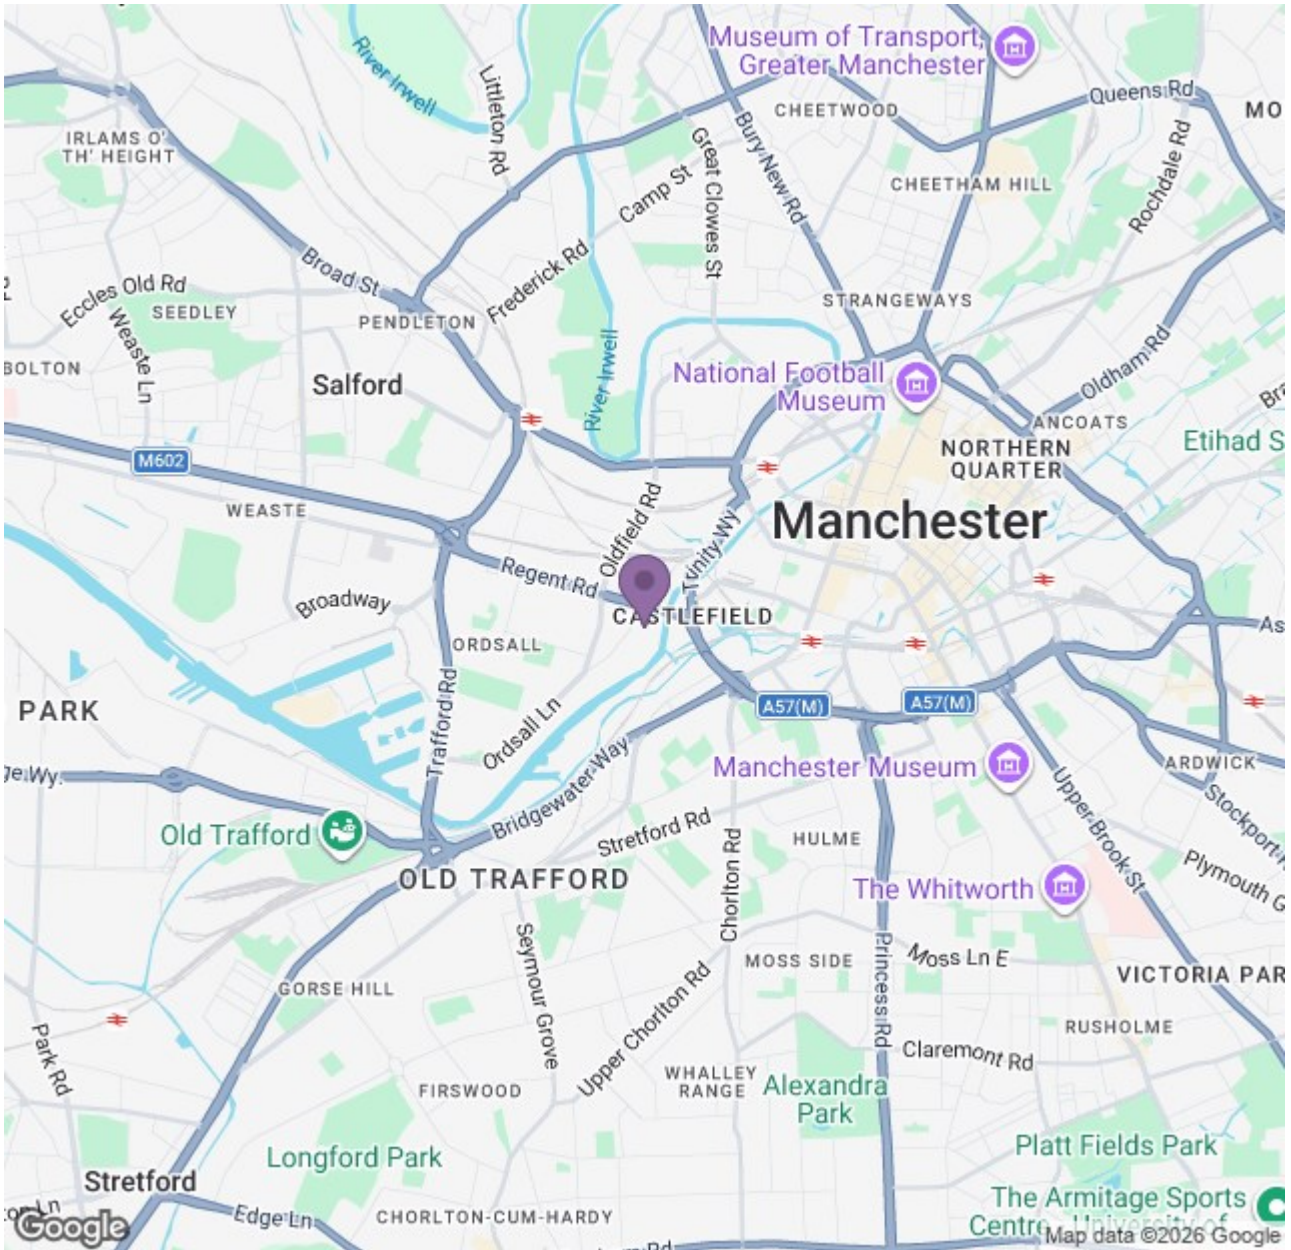 River Irwell
Littleton Rd
Museum of Transport,
Greater Manchester
CHEETWOOD
Queens Rd
MO
IRLAMS O'
TH' HEIGHT
Great Clowes St
Bury New Rd
Rochdale Rd
Camp St
CHEETHAM HILL
Broad St
Frederick Rd
Eccles Old Rd
SEEDLEY
STRANGEWAYS
PENDLETON
Weaste Ln
River Irwell
Oldham Rd
BOLTON
Salford
National Football
Museum
Bra
ANCOATS
NORTHERN
QUARTER
Etihad S
M602
WEASTE
Oldfield Rd
Trinity Wy
Manchester
Regent Rd
Broadway
CASTLEFIELD
As
ORDSALL
PARK
Trafford Rd
Ordsall Ln
A57(M)
A57(M)
ge Wy.
Bridgewater Way
Manchester Museum
ARDWICK
Upper Brook St
Stockport
Old Trafford
Stretford Rd
HULME
Chorlton Rd
OLD TRAFFORD
The Whitworth
Plymouth G
Seymour Grove
Princess Rd
Moss Ln E
MOSS SIDE
GORSE HILL
Upper Chorlton Rd
VICTORIA PAR
Park Rd
RUSHOLME
Claremont Rd
FIRSWOOD
WHALLEY
RANGE
Alexandra
Park
Longford Park
Platt Fields Park
Stretford
The Armitage Sports
Centre, University of
Edge Ln
CHORLTON-CUM-HARDY
Google
Map data ©2026 Google